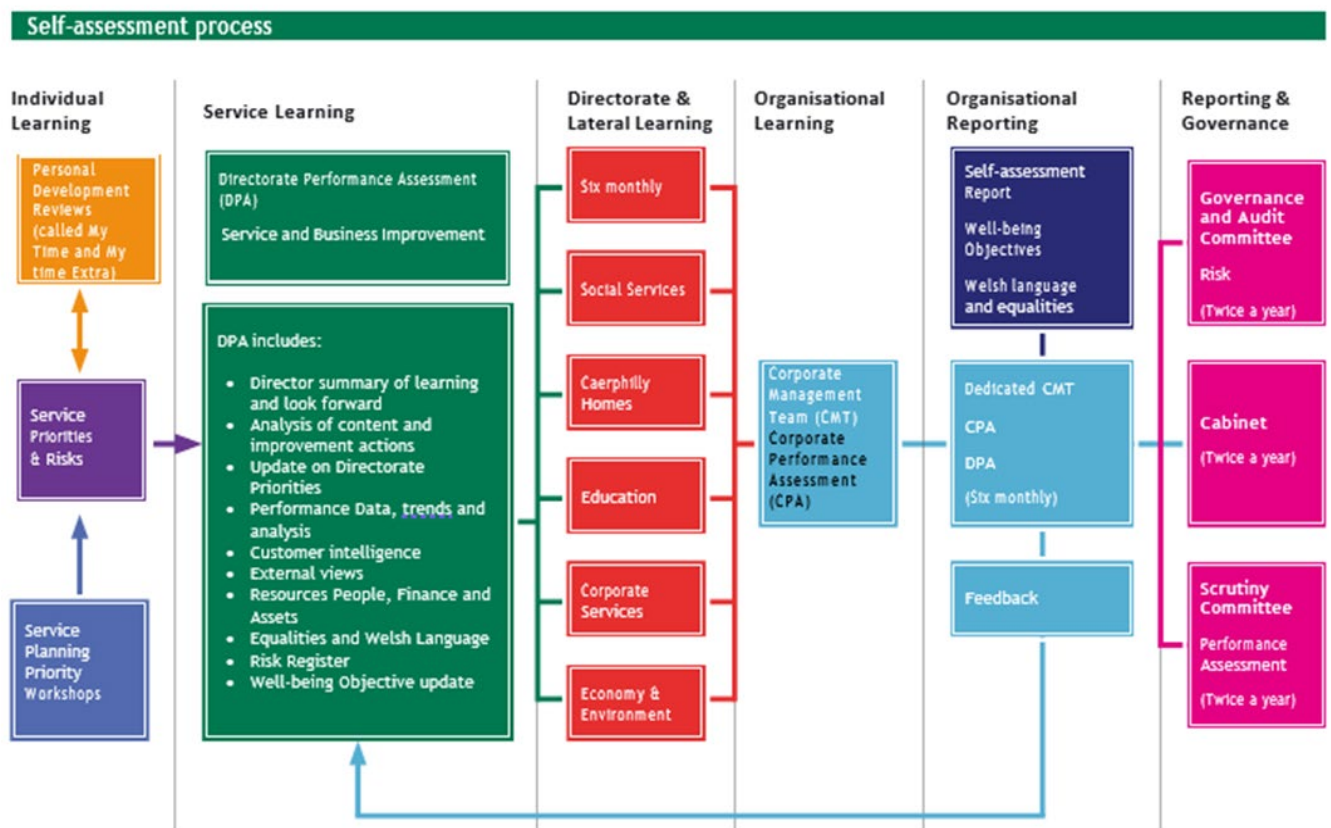 Self-assessment process
Individual
Learning
Personal
Development
Reviews
(called My
Time and My
time Extra)
Service
Priorities
& Risks
Service
Planning
Priority
Workshops
Service Learning
Directorate Performance Assessment
(DPA)
Service and Business Improvement
DPA includes:
• Director summary of learning
and look forward
• Analysis of content and
improvement actions
• Update on Directorate
Priorities
• Performance Data, trends and
analysis
• Customer intelligence
• External views
• Resources People, Finance and
Assets
• Equalities and Welsh Language
• Risk Register
• Well-being Objective update
Directorate &
Lateral Learning
Six monthly
Social Services
Caerphilly
Homes
Education
Corporate
Services
Economy &
Environment
Organisational
Learning
Corporate
Management
Team (CMT)
Corporate
Performance
Assessment
(CPA)
Organisational
Reporting
Self-assessment
Report
Well-being
Objectives
Welsh language
and equalities
Dedicated CMT
CPA
DPA
(Six monthly)
Feedback
Reporting &
Governance
Governance
and Audit
Committee
Risk
(Twice a year)
Cabinet
(Twice a year)
Scrutiny
Committee
Performance
Assessment
(Twice a year)